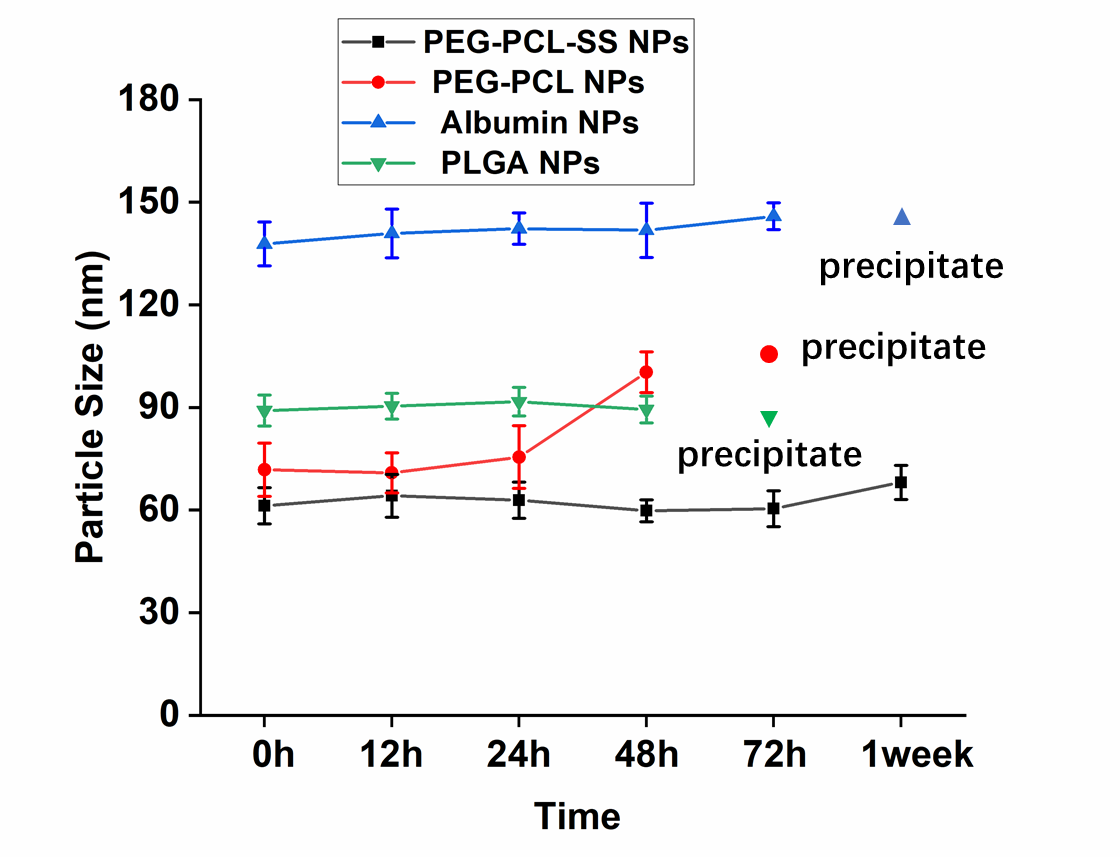 PEG-PCL-SS NPs
PEG-PCL NPs
Albumin NPs
PLGA NPs
180
150
120
90
60
30
0
Particle Size (nm)
precipitate
precipitate
precipitate
0h 12h 24h 48h 72h 1week
Time